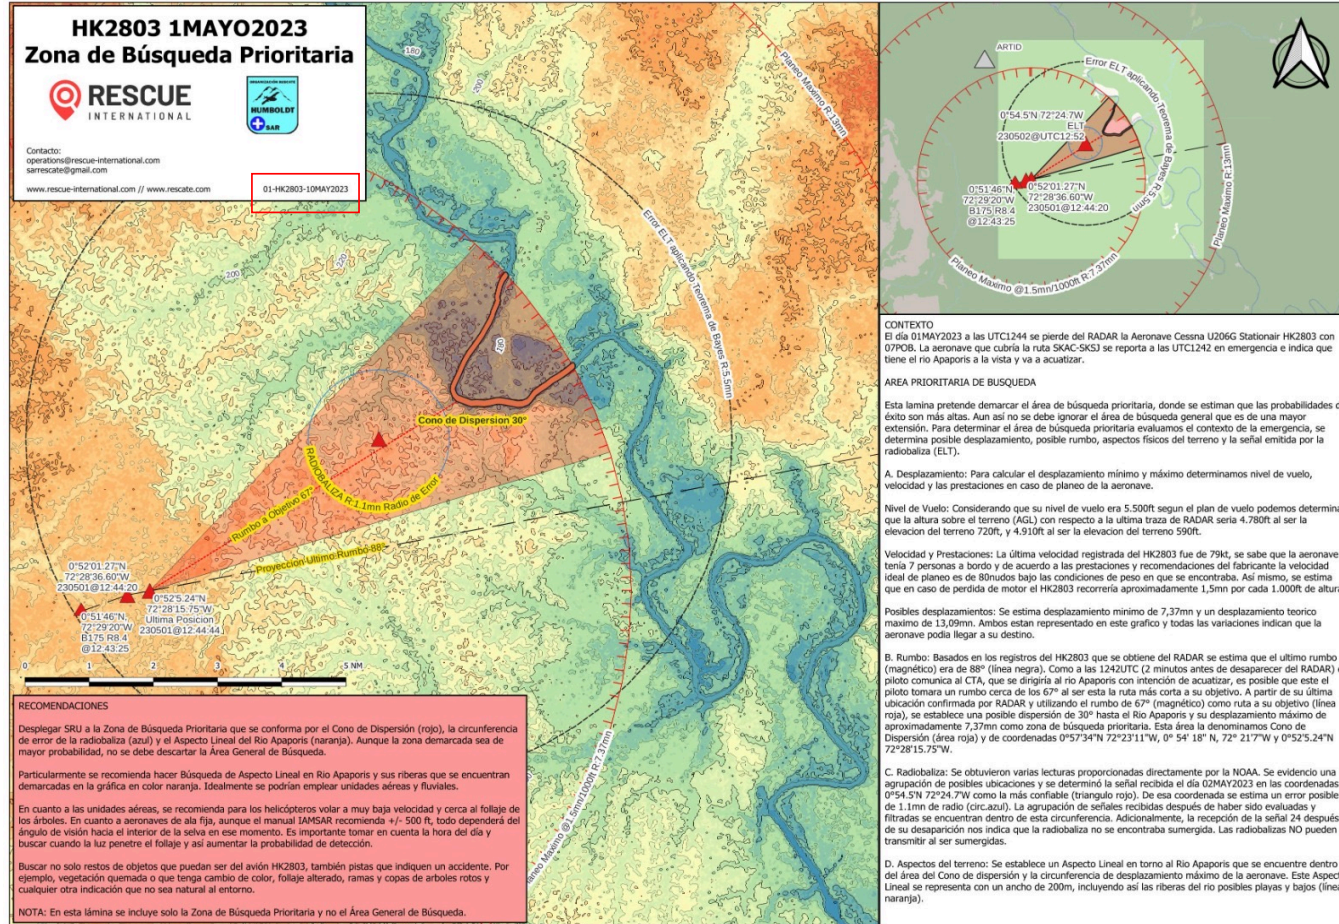 HK2803 1MAYO2023
Zona de Búsqueda Prioritaria
RESCUE
INTERNATIONAL
ORGANIZACIÓN RESCATE
HUMBOLDT
SAR
Contacto:
operations@rescue-international.com
sarrescate@gmail.com
www.rescue-international.com // www.rescate.com
01-HK2803-10MAY2023
180
200
200
220
180
Planeo Maximo R:13mn
Error ELT aplicando Teorema de Bayes R:5.5mn
Cono de Dispersion 30°
RADIOBALIZA R:1.1mn Radio de Error
Rumbo a Objetivo 67°
Proyeccion Ultimo Rumbo 88°
0°52'01.27"N
72°28'36.60"W
230501@12:44:20
0°51'46"N,
72°29'20"W
B175 R8.4
@12:43:25
0°52'5.24"N
72°28'15.75"W
Ultima Posicion
230501@12:44:44
0 1 2 3 4 5 NM
Planeo Maximo @1.5mn/1000ft R:7.37mn
RECOMENDACIONES
Desplegar SRU a la Zona de Búsqueda Prioritaria que se conforma por el Cono de Dispersión (rojo), la circunferencia
de error de la radiobaliza (azul) y el Aspecto Lineal del Rio Apaporis (naranja). Aunque la zona demarcada sea de
mayor probabilidad, no se debe descartar la Área General de Búsqueda.
Particularmente se recomienda hacer Búsqueda de Aspecto Lineal en Rio Apaporis y sus riberas que se encuentran
demarcadas en la gráfica en color naranja. Idealmente se podrían emplear unidades aéreas y fluviales.
En cuanto a las unidades aéreas, se recomienda para los helicópteros volar a muy baja velocidad y cerca al follaje de
los árboles. En cuanto a aeronaves de ala fija, aunque el manual IAMSAR recomienda +/- 500 ft, todo dependerá del
ángulo de visión hacia el interior de la selva en ese momento. Es importante tomar en cuenta la hora del día y
buscar cuando la luz penetre el follaje y así aumentar la probabilidad de detección.
Buscar no solo restos de objetos que puedan ser del avión HK2803, también pistas que indiquen un accidente. Por
ejemplo, vegetación quemada o que tenga cambio de color, follaje alterado, ramas y copas de arboles rotos y
cualquier otra indicación que no sea natural al entorno.
NOTA: En esta lámina se incluye solo la Zona de Búsqueda Prioritaria y no el Área General de Búsqueda.
ARTID
Error ELT aplicando Teorema de Bayes R:5.5mn
0°54.5'N 72°24.7W
ELT
230502@UTC12:52
0°51'46"N
72°29'20"W
B175 R8.4
@12:43:25
0°52'01.27"N
72°28'36.60"W
230501@12:44:20
Planeo Maximo @1.5mn/1000ft R:7.37mn
Planeo Maximo R:13mn
CONTEXTO
El día 01MAY2023 a las UTC1244 se pierde del RADAR la Aeronave Cessna U206G Stationair HK2803 con
07POB. La aeronave que cubría la ruta SKAC-SKSJ se reporta a las UTC1242 en emergencia e indica que
tiene el rio Apaporis a la vista y va a acuatizar.
AREA PRIORITARIA DE BUSQUEDA
Esta lamina pretende demarcar el área de búsqueda prioritaria, donde se estiman que las probabilidades d
éxito son más altas. Aun asi no se debe ignorar el área de búsqueda general que es de una mayor
extensión. Para determinar el área de búsqueda prioritaria evaluamos el contexto de la emergencia, se
determina posible desplazamiento, posible rumbo, aspectos físicos del terreno y la señal emitida por la
radiobaliza (ELT).
A. Desplazamiento: Para calcular el desplazamiento mínimo y máximo determinamos nivel de vuelo,
velocidad y las prestaciones en caso de planeo de la aeronave.
Nivel de Vuelo: Considerando que su nivel de vuelo era 5.500ft segun el plan de vuelo podemos determina
que la altura sobre el terreno (AGL) con respecto a la ultima traza de RADAR seria 4.780ft al ser la
elevacion del terreno 720ft, y 4.910ft al ser la elevacion del terreno 590ft.
Velocidad y Prestaciones: La última velocidad registrada del HK2803 fue de 79kt, se sabe que la aeronave
tenía 7 personas a bordo y de acuerdo a las prestaciones y recomendaciones del fabricante la velocidad
ideal de planeo es de 80nudos bajo las condiciones de peso en que se encontraba. Así mismo, se estima
que en caso de perdida de motor el HK2803 recorrería aproximadamente 1,5mn por cada 1.000ft de altura
Posibles desplazamientos: Se estima desplazamiento minimo de 7,37mn y un desplazamiento teorico
maximo de 13,09mn. Ambos estan representado en este grafico y todas las variaciones indican que la
aeronave podia llegar a su destino.
B. Rumbo: Basados en los registros del HK2803 que se obtiene del RADAR se estima que el ultimo rumbo
(magnético) era de 88º (línea negra). Como a las 1242UTC (2 minutos antes de desaparecer del RADAR) e
piloto comunica al CTA, que se dirigiría al rio Apaporis con intención de acuatizar, es posible que este el
piloto tomara un rumbo cerca de los 67° al ser esta la ruta más corta a su objetivo. A partir de su última
ubicación confirmada por RADAR y utilizando el rumbo de 67° (magnético) como ruta a su objetivo (línea
roja), se establece una posible dispersión de 30° hasta el Rio Apaporis y su desplazamiento máximo de
aproximadamente 7,37mn como zona de búsqueda prioritaria. Esta área la denominamos Cono de
Dispersión (área roja) y de coordenadas 0°57'34"N 72°23'11"W, 0° 54' 18" N, 72° 21'7"W y 0°52'5.24"N
72°28'15.75"W.
C. Radiobaliza: Se obtuvieron varias lecturas proporcionadas directamente por la NOAA. Se evidencio una
agrupación de posibles ubicaciones y se determinó la señal recibida el día 02MAY2023 en las coordenadas
0°54.5'N 72°24.7'W como la más confiable (triangulo rojo). De esa coordenada se estima un error posible
de 1.1mn de radio (circ.azul). La agrupación de señales recibidas después de haber sido evaluadas y
filtradas se encuentran dentro de esta circunferencia. Adicionalmente, la recepción de la señal 24 después
de su desaparición nos indica que la radiobaliza no se encontraba sumergida. Las radiobalizas NO pueden
transmitir al ser sumergidas.
D. Aspectos del terreno: Se establece un Aspecto Lineal en torno al Rio Apaporis que se encuentre dentro
del área del Cono de dispersión y la circunferencia de desplazamiento máximo de la aeronave. Este Aspect
Lineal se representa con un ancho de 200m, incluyendo así las riberas del rio posibles playas y bajos (línea
naranja).